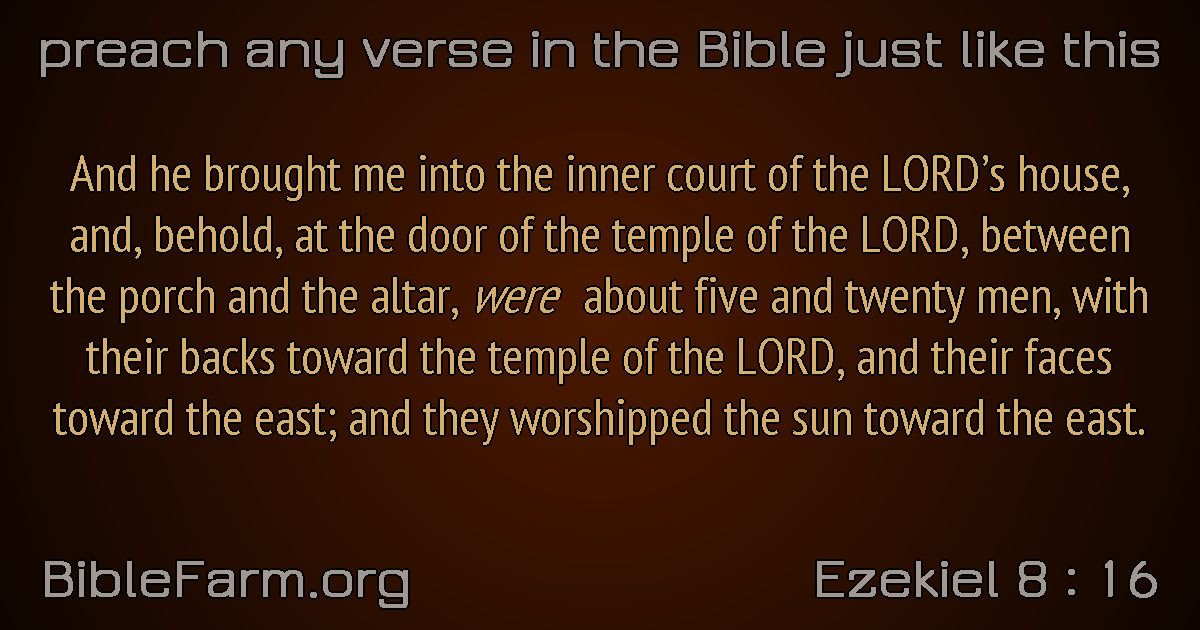 preach any verse in the Bible just like this
And he brought me into the inner court of the LORD’s house,
and, behold, at the door of the temple of the LORD, between
the porch and the altar, were about five and twenty men, with
their backs toward the temple of the LORD, and their faces
toward the east; and they worshipped the sun toward the east.
BibleFarm.org
Ezekiel 8 : 16